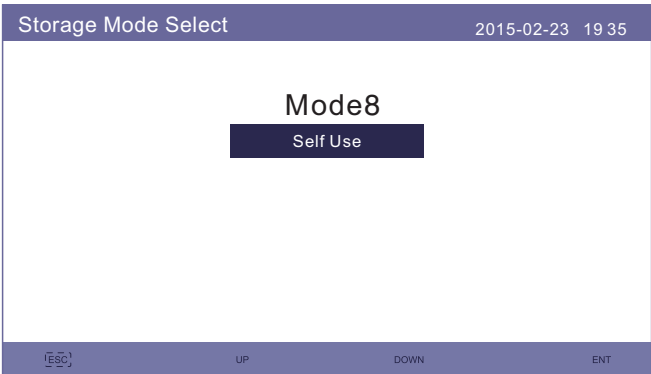 Storage Mode Select 2015-02-23 19 35
Mode8
Self Use
ESC UP DOWN ENT